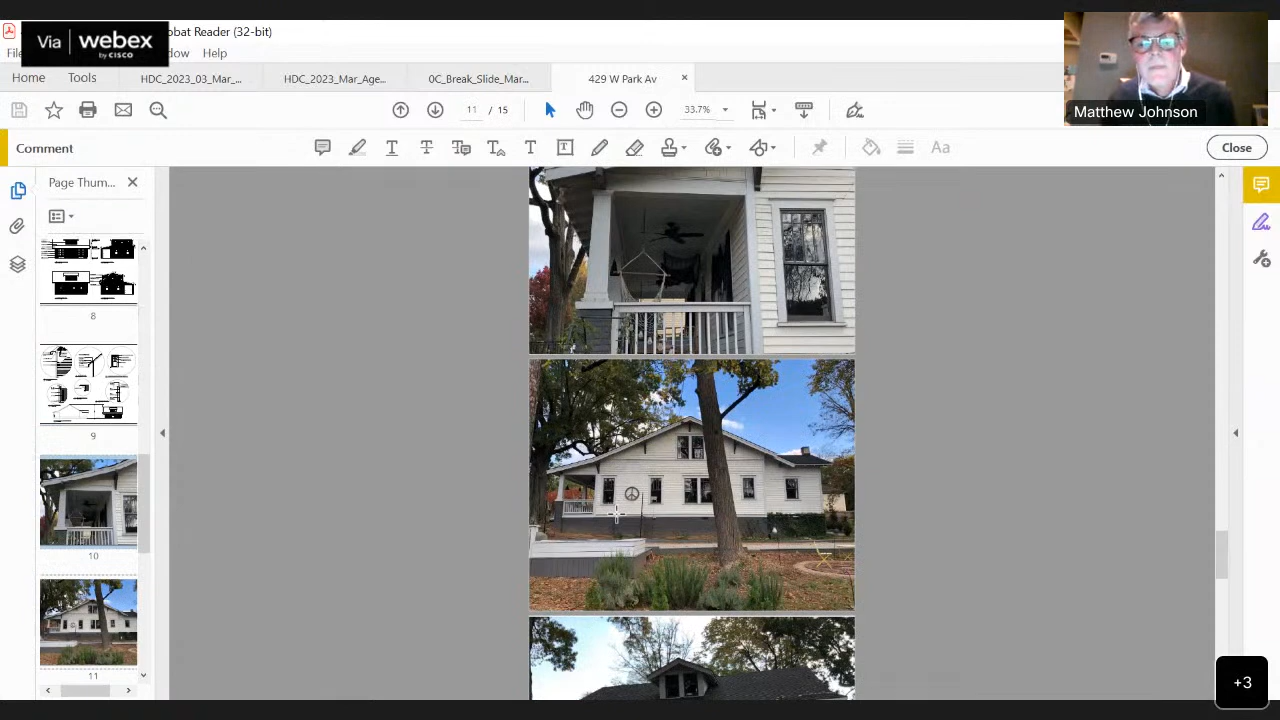 Via webex
by CISCO
obat Reader (32-bit)
dow Help
Home Tools HDC_2023_03_Mar_... HDC_2023_Mar_Age... 0C_Break_Slide_Mar... 429 W Park Av
11 / 15 33.7%
Matthew Johnson
Comment
Aa
Close
Page Thum...
8
9
10
11
+3